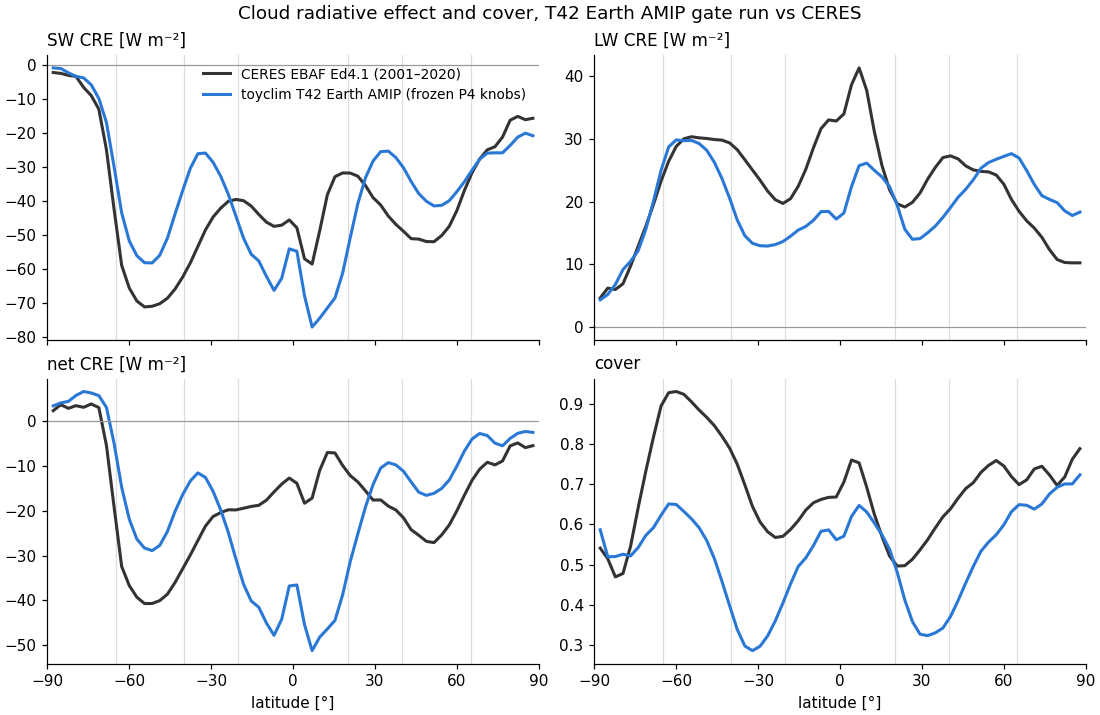 Cloud radiative effect and cover, T42 Earth AMIP gate run vs CERES
SW CRE [W m⁻²]
0
−10
−20
−30
−40
−50
−60
−70
−80
CERES EBAF Ed4.1 (2001–2020)
toyclim T42 Earth AMIP (frozen P4 knobs)
LW CRE [W m⁻²]
40
30
20
10
0
net CRE [W m⁻²]
0
−10
−20
−30
−40
−50
−90 −60 −30 0 30 60 90
latitude [°]
cover
0.9
0.8
0.7
0.6
0.5
0.4
0.3
−90 −60 −30 0 30 60 90
latitude [°]